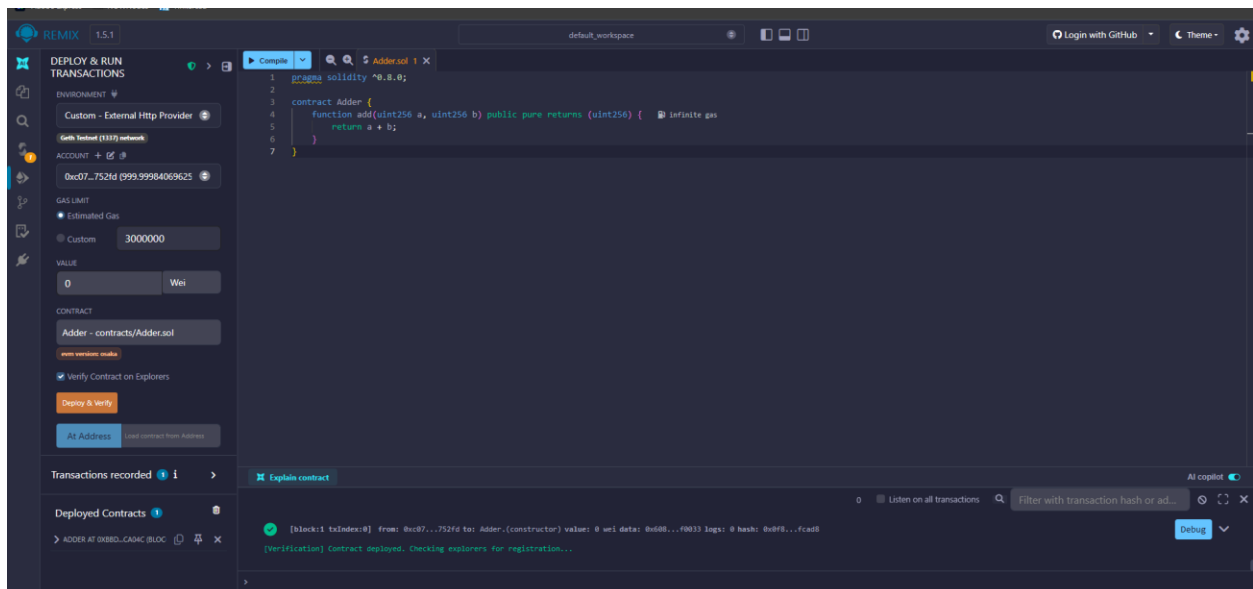 REMIX 1.5.1
default_workspace
Login with GitHub
Theme
DEPLOY & RUN
TRANSACTIONS
ENVIRONMENT
Custom - External Http Provider
Geth Testnet (1337) network
ACCOUNT
0xc07...752fd (999.99984069625
GAS LIMIT
Estimated Gas
Custom 3000000
VALUE
0 Wei
CONTRACT
Adder - contracts/Adder.sol
evm version: osaka
Verify Contract on Explorers
Deploy & Verify
At Address Load contract from Address
Transactions recorded 1 i
Deployed Contracts 1
Compile Adder.sol 1
1 pragma solidity ^0.8.0;
2
3 contract Adder {
4 function add(uint256 a, uint256 b) public pure returns (uint256) { infinite gas
5 return a + b;
6 }
7 }
Explain contract
AI copilot
0 Listen on all transactions Filter with transaction hash or ad...
[block:1 txIndex:0] from: 0xc07...752fd to: Adder.(constructor) value: 0 wei data: 0x608...f0033 logs: 0 hash: 0x0f8...fcad8
Debug
[Verification] Contract deployed. Checking explorers for registration...
>